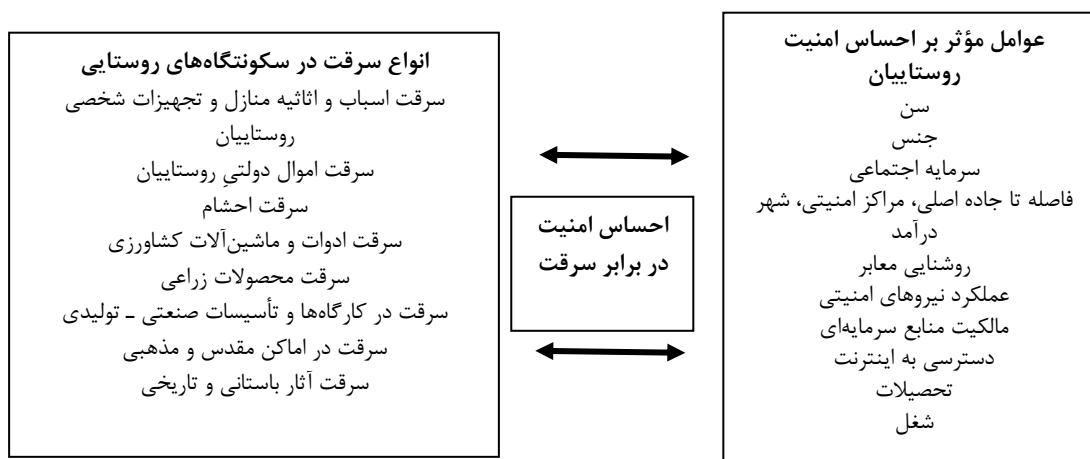 عوامل مؤثر بر احساس امنیت
روستاییان
سن
جنس
سرمایه اجتماعی
فاصله تا جاده اصلی، مراکز امنیتی، شهر
درآمد
روشنایی معابر
عملکرد نیروهای امنیتی
مالکیت منابع سرمایه‌ای
دسترسی به اینترنت
تحصیلات
شغل
احساس امنیت
در برابر سرقت
انواع سرقت در سکونتگاه‌های روستایی
سرقت اسباب و اثاثیه منازل و تجهیزات شخصی
روستاییان
سرقت اموال دولتیِ روستاییان
سرقت احشام
سرقت ادوات و ماشین‌آلات کشاورزی
سرقت محصولات زراعی
سرقت در کارگاه‌ها و تأسیسات صنعتی ـ تولیدی
سرقت در اماکن مقدس و مذهبی
سرقت آثار باستانی و تاریخی